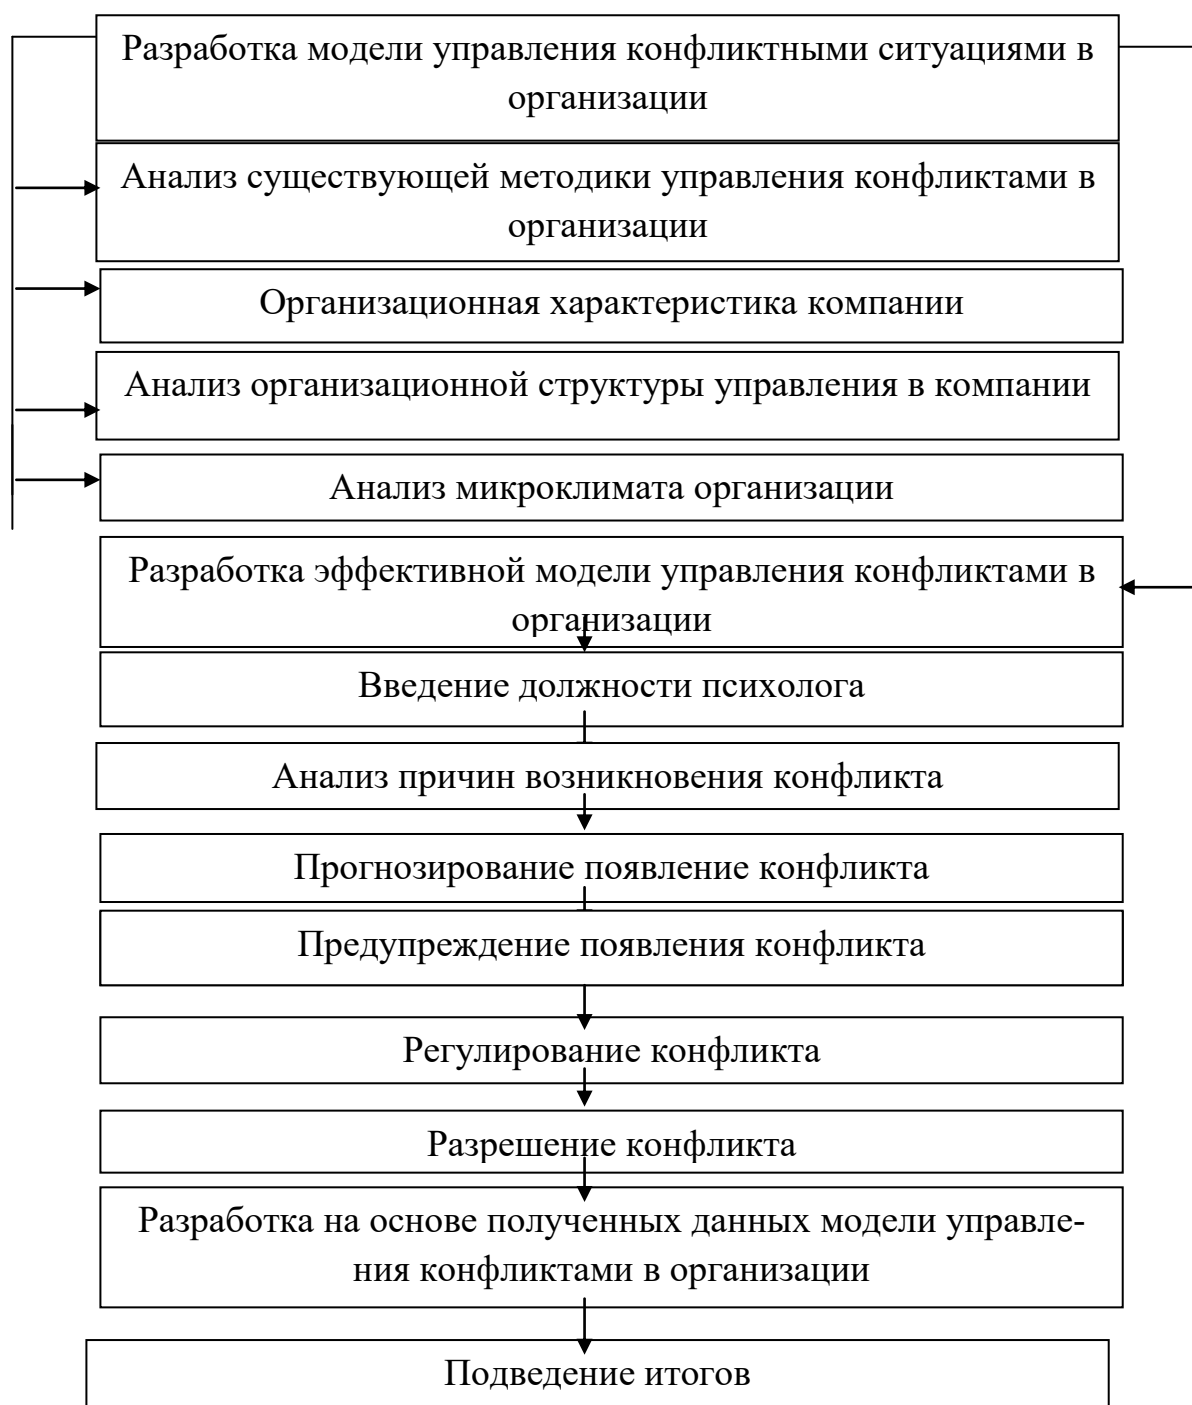 Разработка модели управления конфликтными ситуациями в
организации
Анализ существующей методики управления конфликтами в
организации
Организационная характеристика компании
Анализ организационной структуры управления в компании
Анализ микроклимата организации
Разработка эффективной модели управления конфликтами в
организации
Введение должности психолога
Анализ причин возникновения конфликта
Прогнозирование появление конфликта
Предупреждение появления конфликта
Регулирование конфликта
Разрешение конфликта
Разработка на основе полученных данных модели управле-
ния конфликтами в организации
Подведение итогов